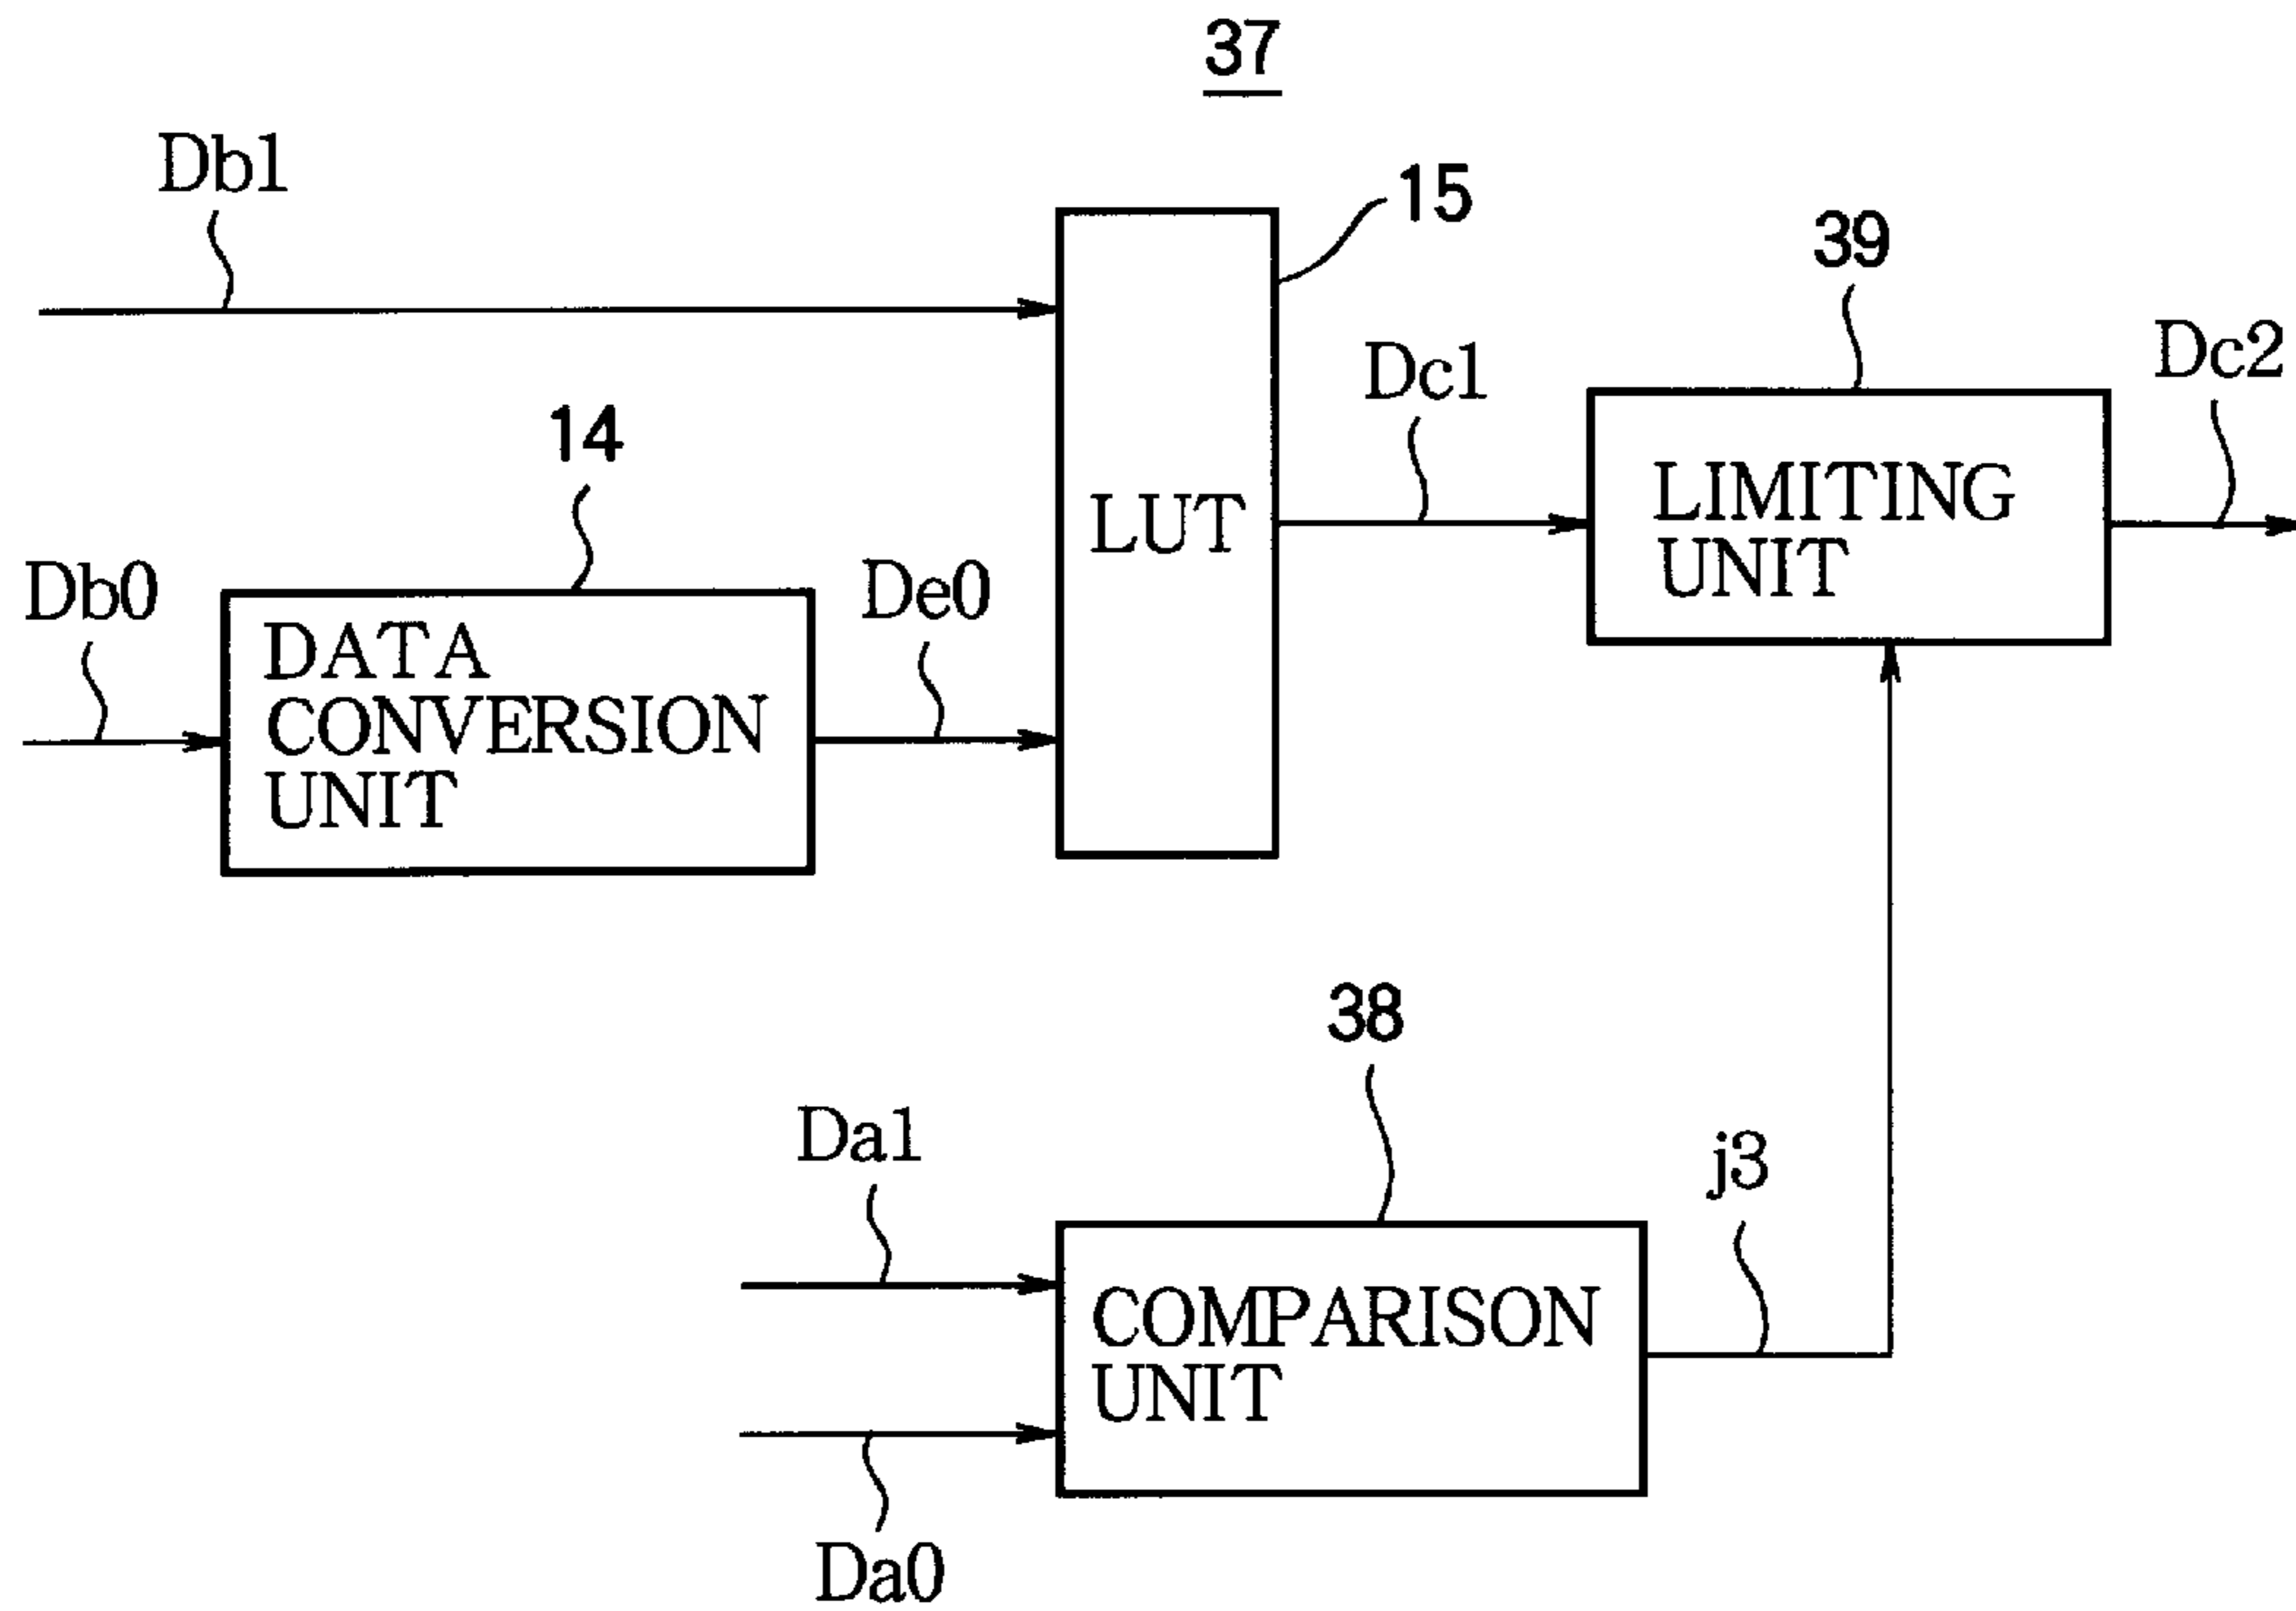 37
Db1
15
39
Dc1
Dc2
14
LUT
LIMITING
UNIT
Db0
De0
DATA
CONVERSION
UNIT
38
Da1
j3
COMPARISON
UNIT
Da0